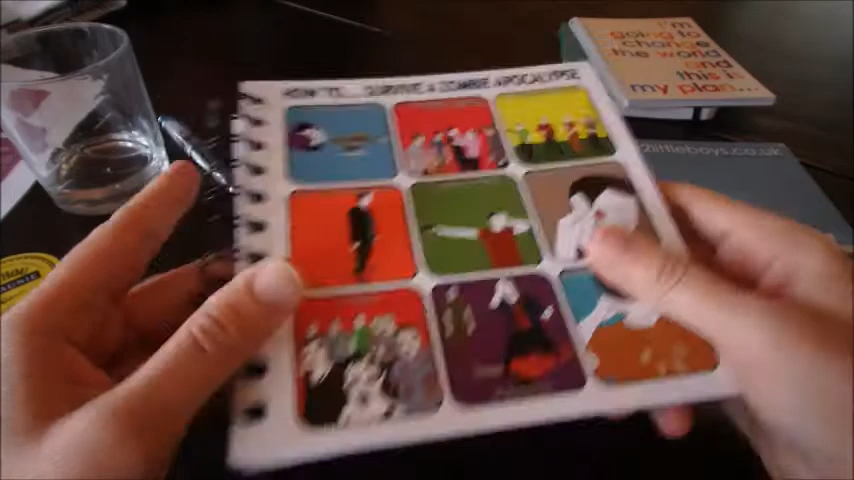 HOW TO... SURVIVE A ZOMBIE APOCALYPSE
i'm
going to
change
the world
and
this is
my plan...
2littleboys.co.uk